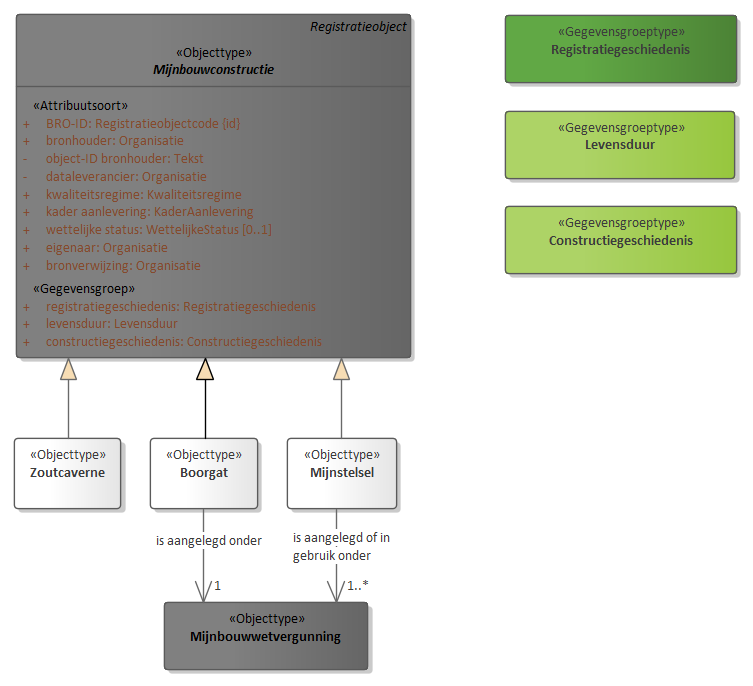 Registratieobject
«Objecttype»
Mijnbouwconstructie
«Attribuutsoort»
+ BRO-ID: Registratieobjectcode {id}
+ bronhouder: Organisatie
- object-ID bronhouder: Tekst
- dataleverancier: Organisatie
+ kwaliteitsregime: Kwaliteitsregime
+ kader aanlevering: KaderAanlevering
+ wettelijke status: WettelijkeStatus [0..1]
+ eigenaar: Organisatie
+ bronverwijzing: Organisatie
«Gegevensgroep»
+ registratiegeschiedenis: Registratiegeschiedenis
+ levensduur: Levensduur
+ constructiegeschiedenis: Constructiegeschiedenis
«Gegevensgroeptype»
Registratiegeschiedenis
«Gegevensgroeptype»
Levensduur
«Gegevensgroeptype»
Constructiegeschiedenis
«Objecttype»
Zoutcaverne
«Objecttype»
Boorgat
«Objecttype»
Mijnstelsel
is aangelegd onder
1
is aangelegd of in
gebruik onder
1..*
«Objecttype»
Mijnbouwwetvergunning